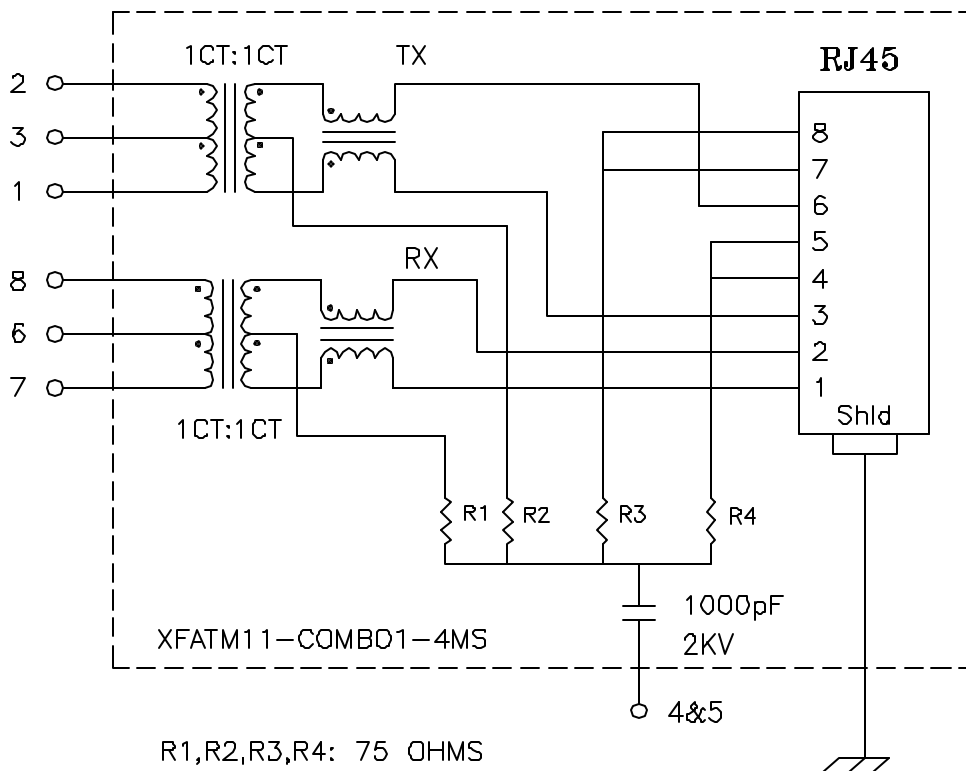 1CT:1CT
TX
RJ45
2
3
1
8
7
6
5
4
3
2
1
Shld
RX
8
6
7
1CT:1CT
R1
R2
R3
R4
1000pF
2KV
XFATM11-COMBO1-4MS
4&5
R1,R2,R3,R4: 75 OHMS